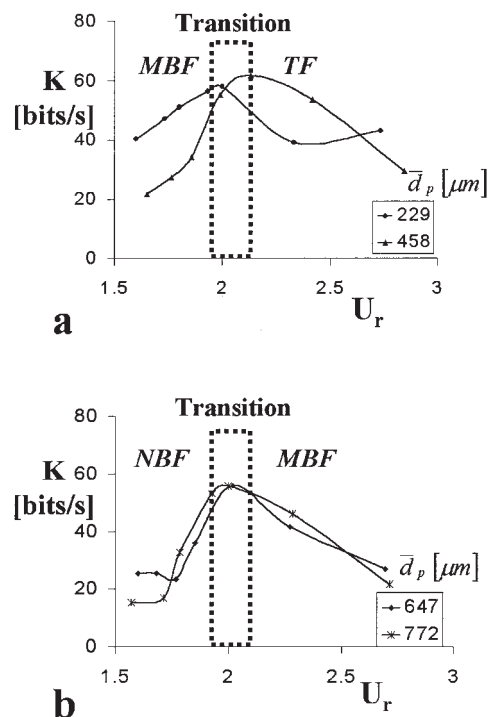 Transition
80
K
MBF
TF
[bits/s]
60
40
20
0
d̄p [μm]
229
458
1.5
2
2.5
3
Ur
a
Transition
80
K
NBF
MBF
[bits/s]
60
40
20
0
d̄p [μm]
647
772
1.5
2
2.5
3
Ur
b